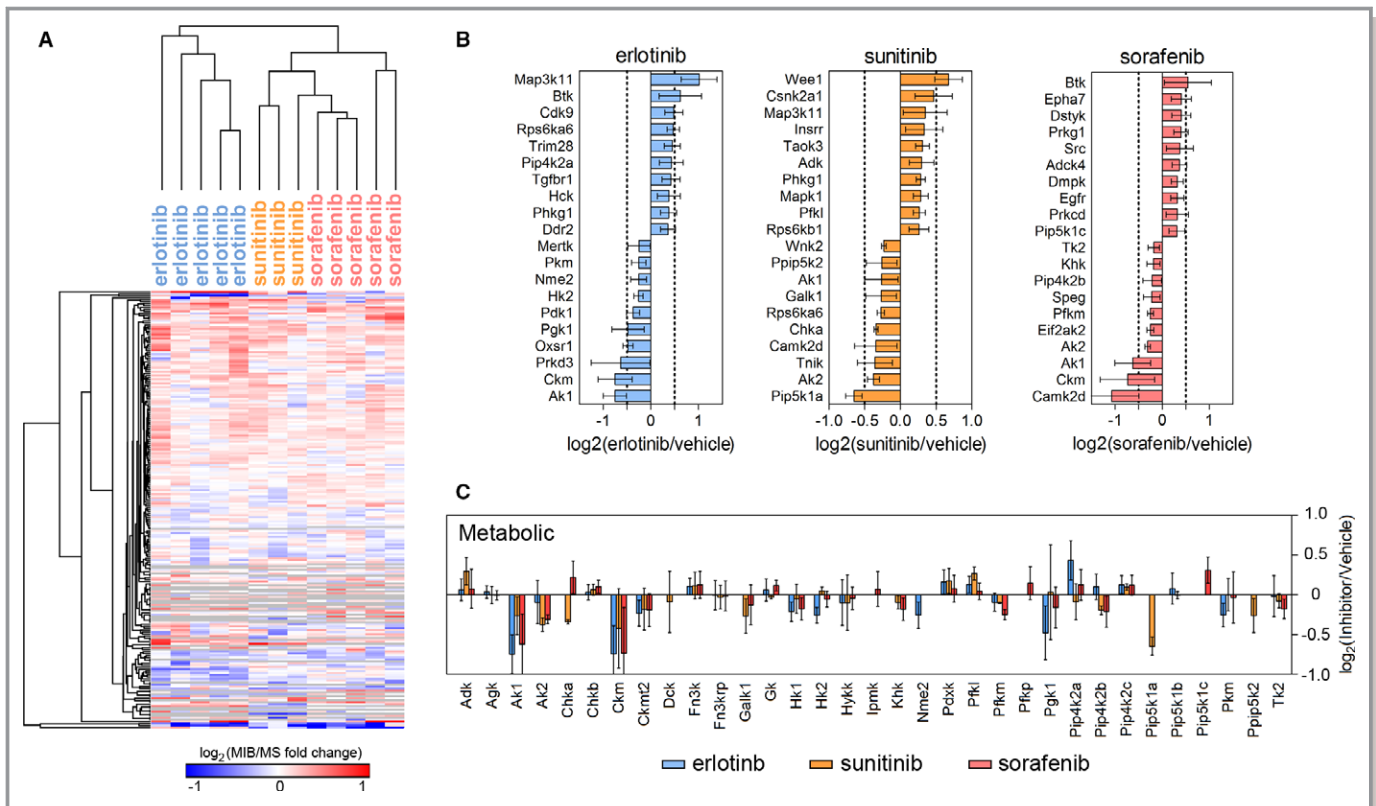 A
erlotinib
erlotinib
erlotinib
erlotinib
erlotinib
sunitinib
sunitinib
sunitinib
sorafenib
sorafenib
sorafenib
sorafenib
sorafenib
log2(MIB/MS fold change)
-1 0 1
B
erlotinib
Map3k11
Btk
Cdk9
Rps6ka6
Trim28
Pip4k2a
Tgfbr1
Hck
Phkg1
Ddr2
Mertk
Pkm
Nme2
Hk2
Pdk1
Pgk1
Oxsr1
Prkd3
Ckm
Ak1
-1 0 1
log2(erlotinib/vehicle)
sunitinib
Wee1
Csnk2a1
Map3k11
Insrr
Taok3
Adk
Phkg1
Mapk1
Pfkl
Rps6kb1
Wnk2
Ppip5k2
Ak1
Galk1
Rps6ka6
Chka
Camk2d
Tnik
Ak2
Pip5k1a
-1.0 -0.5 0 0.5 1.0
log2(sunitinib/vehicle)
sorafenib
Btk
Epha7
Dstyk
Prkg1
Src
Adck4
Dmpk
Egfr
Prkcd
Pip5k1c
Tk2
Khk
Pip4k2b
Speg
Pfkm
Eif2ak2
Ak2
Ak1
Ckm
Camk2d
-1 0 1
log2(sorafenib/vehicle)
C
Metabolic
1.0
0.5
0
-0.5
-1.0
log2(Inhibitor/Vehicle)
Adk
Agk
Ak1
Ak2
Chka
Chkb
Ckm
Ckmt2
Dck
Fn3k
Fn3krp
Galk1
Gk
Hk1
Hk2
Hykk
Ipmk
Khk
Nme2
Pdxk
Pfkl
Pfkm
Pfkp
Pgk1
Pip4k2a
Pip4k2b
Pip4k2c
Pip5k1a
Pip5k1b
Pip5k1c
Pkm
Ppip5k2
Tk2
erlotinb sunitinib sorafenib